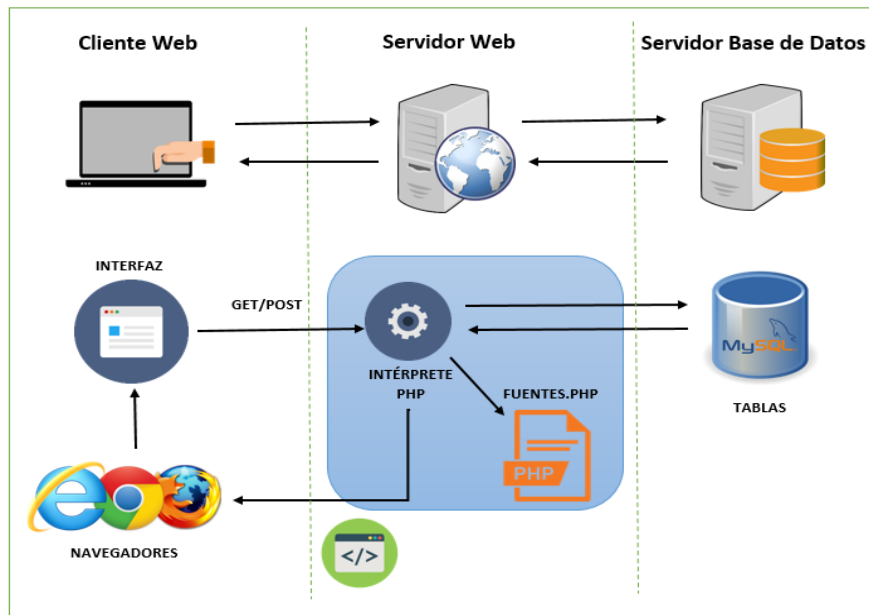 Cliente Web
Servidor Web
Servidor Base de Datos
INTERFAZ
GET/POST
INTÉRPRETE
PHP
FUENTES.PHP
PHP
MySQL
TABLAS
NAVEGADORES
</>